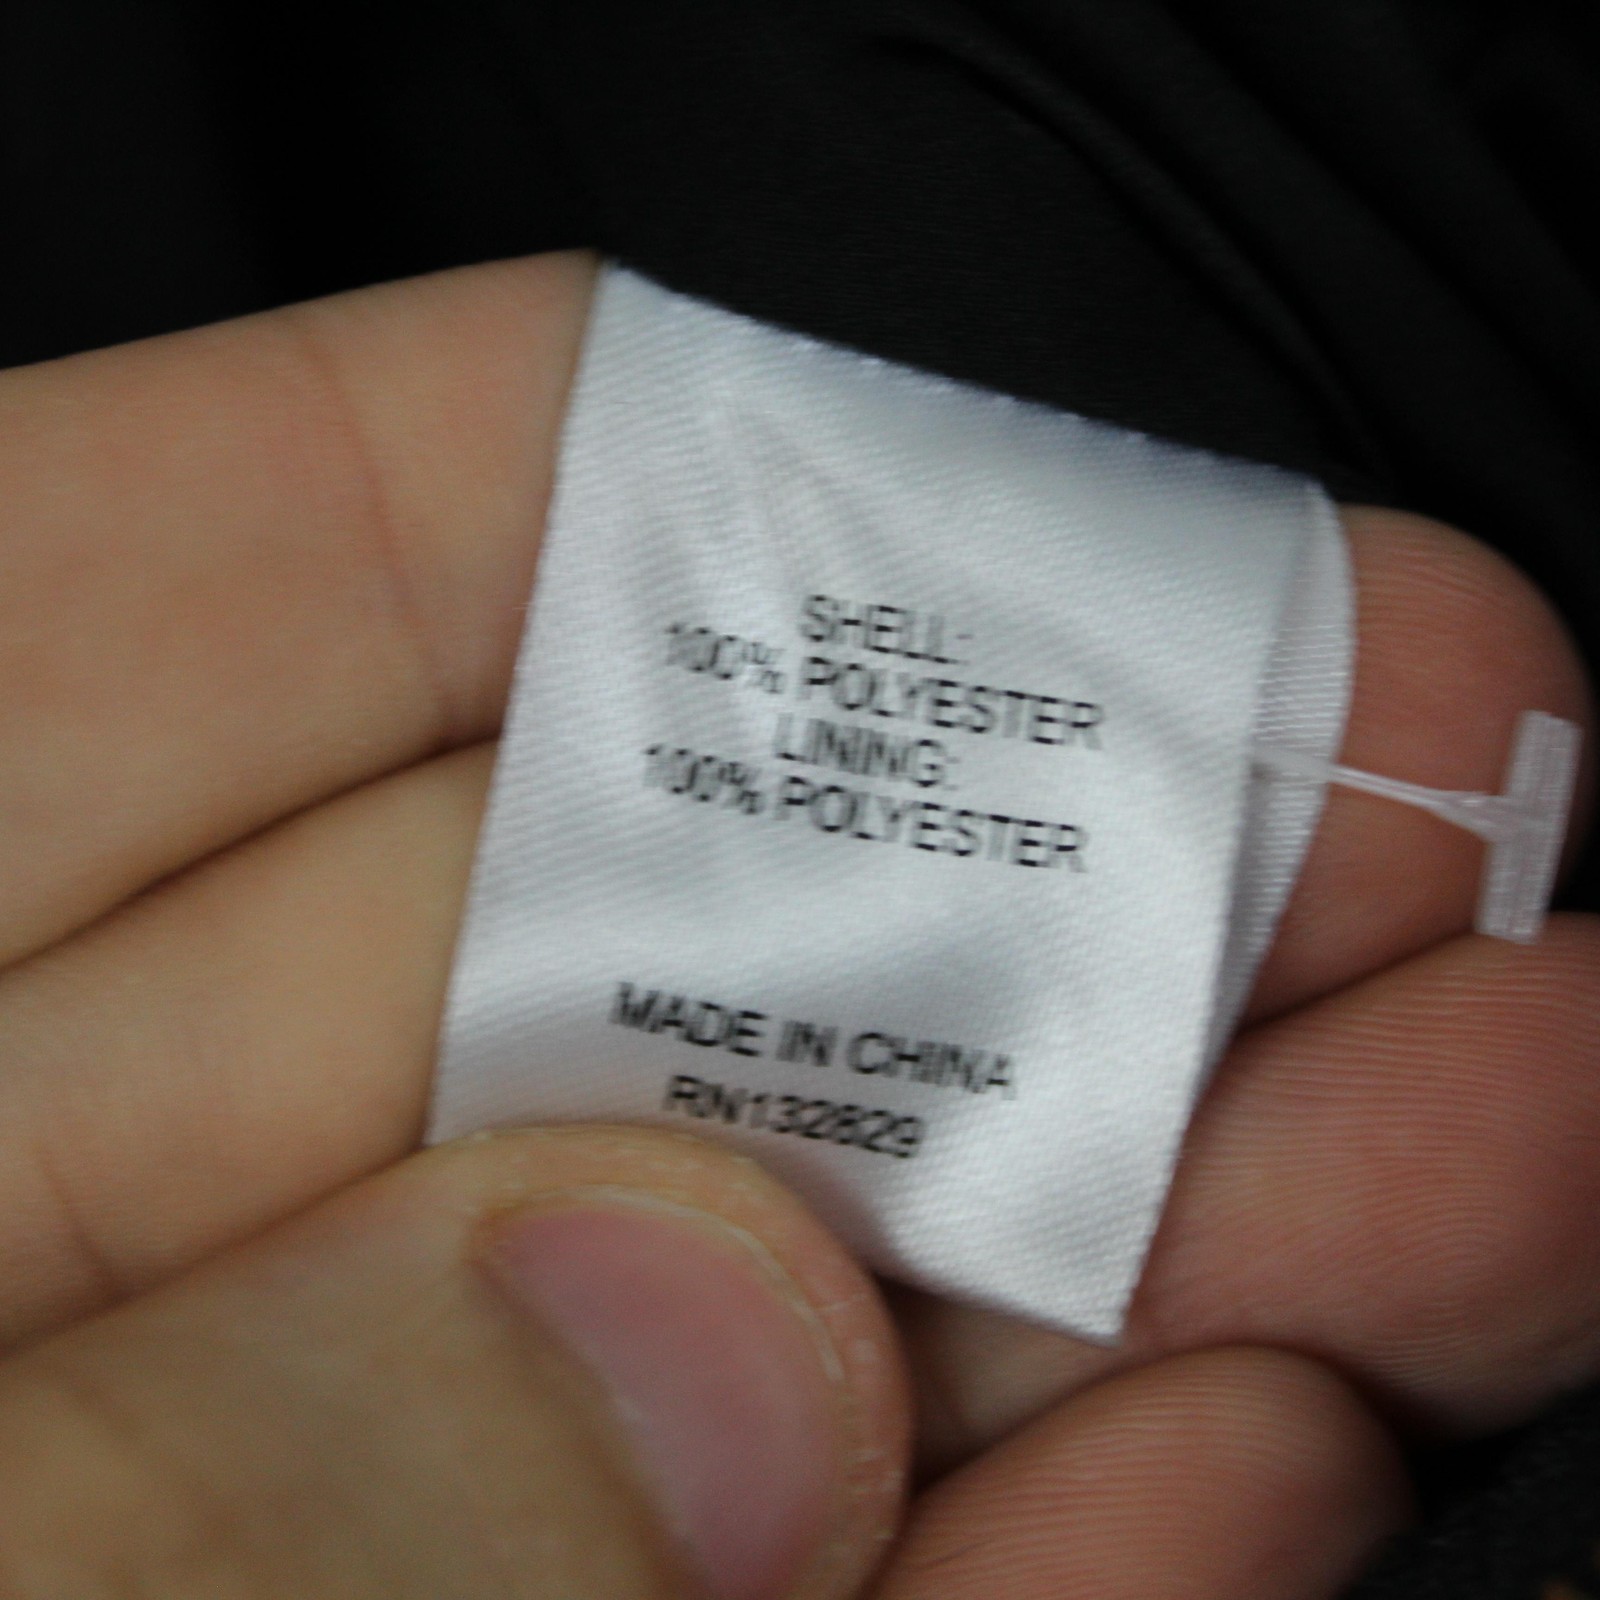 SHELL:
100% POLYESTER
LINING:
100% POLYESTER
MADE IN CHINA
RN132829